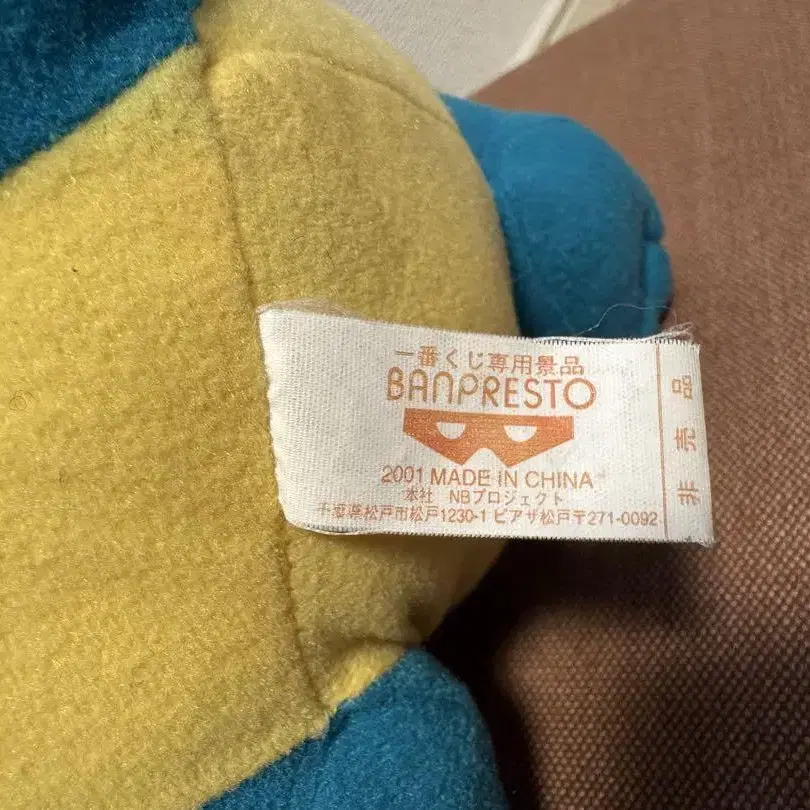 一番くじ専用景品
BANPRESTO
2001 MADE IN CHINA
本社 NBプロジェクト
千葉県松戸市松戸1230-1 ピアザ松戸〒271-0092
非売品